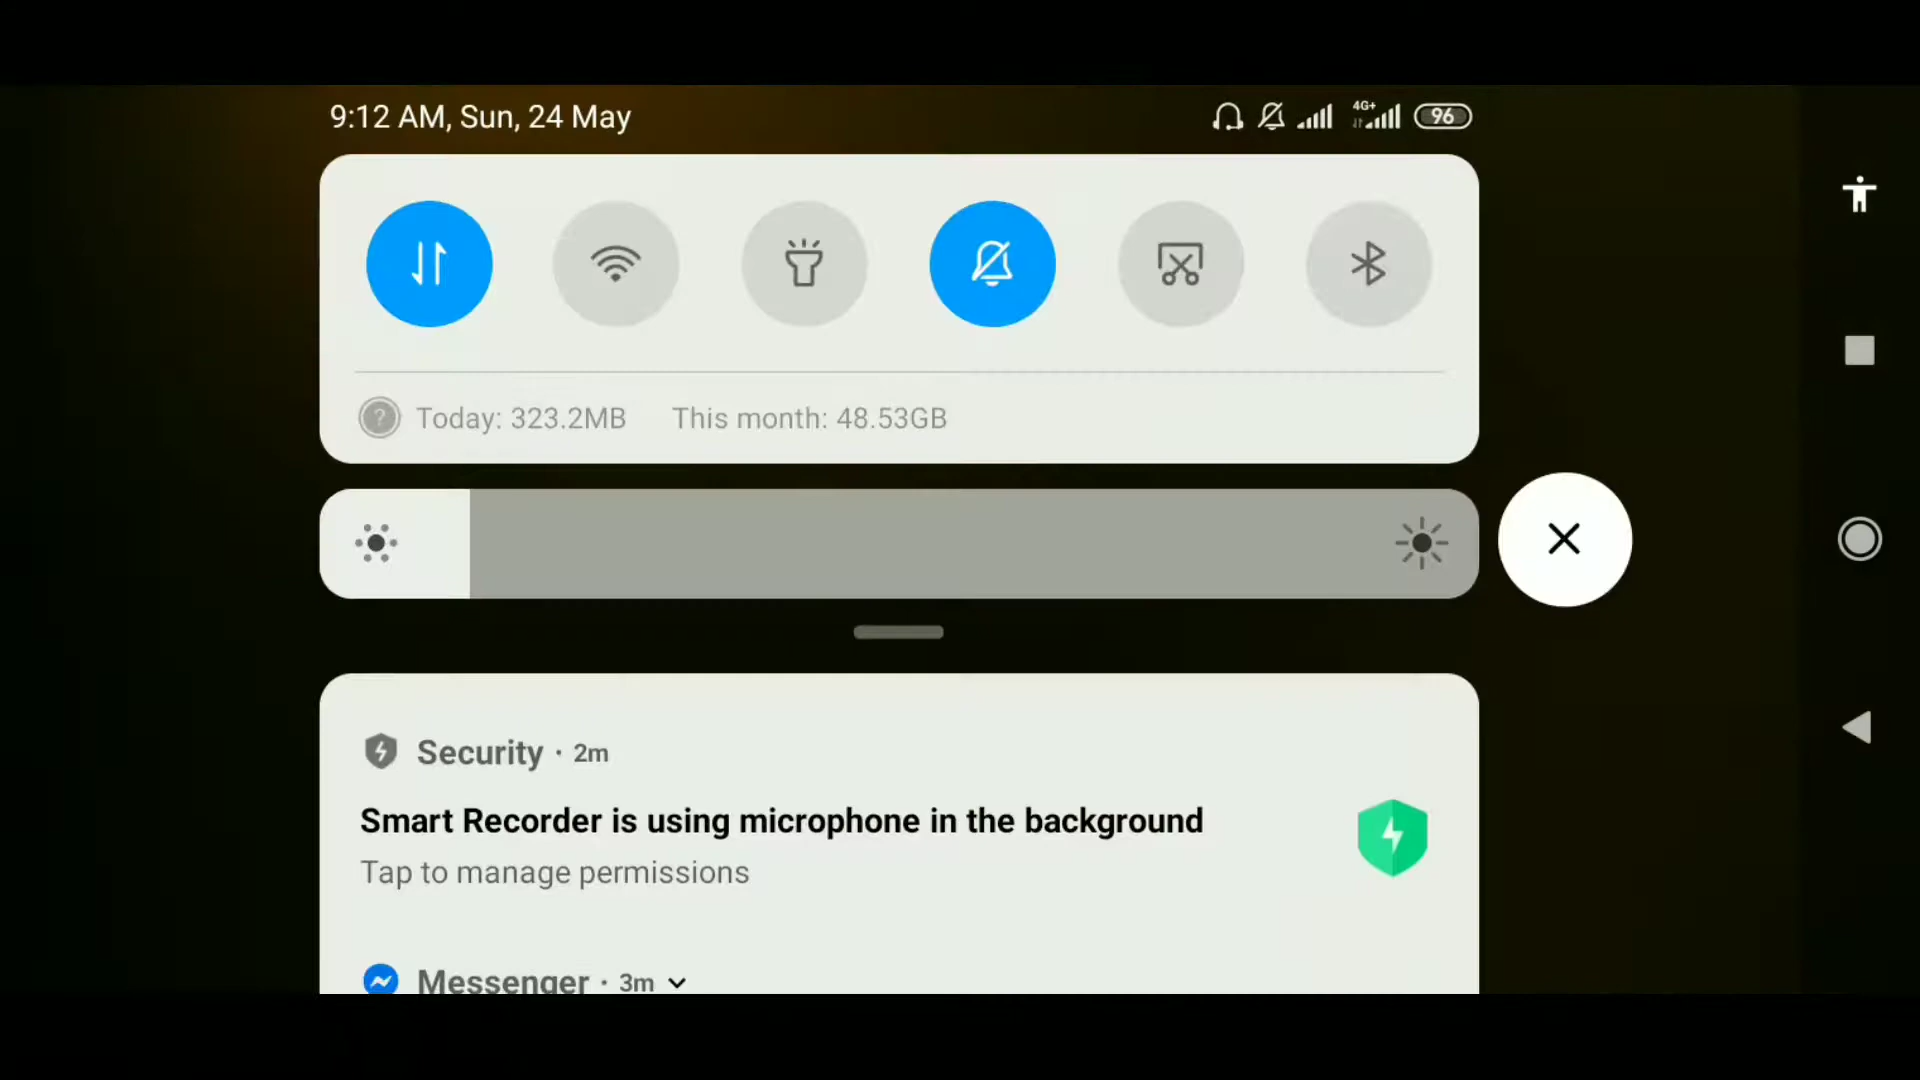 9:12 AM, Sun, 24 May
4G+
96
Today: 323.2MB This month: 48.53GB
Security · 2m
Smart Recorder is using microphone in the background
Tap to manage permissions
Messenger · 3m